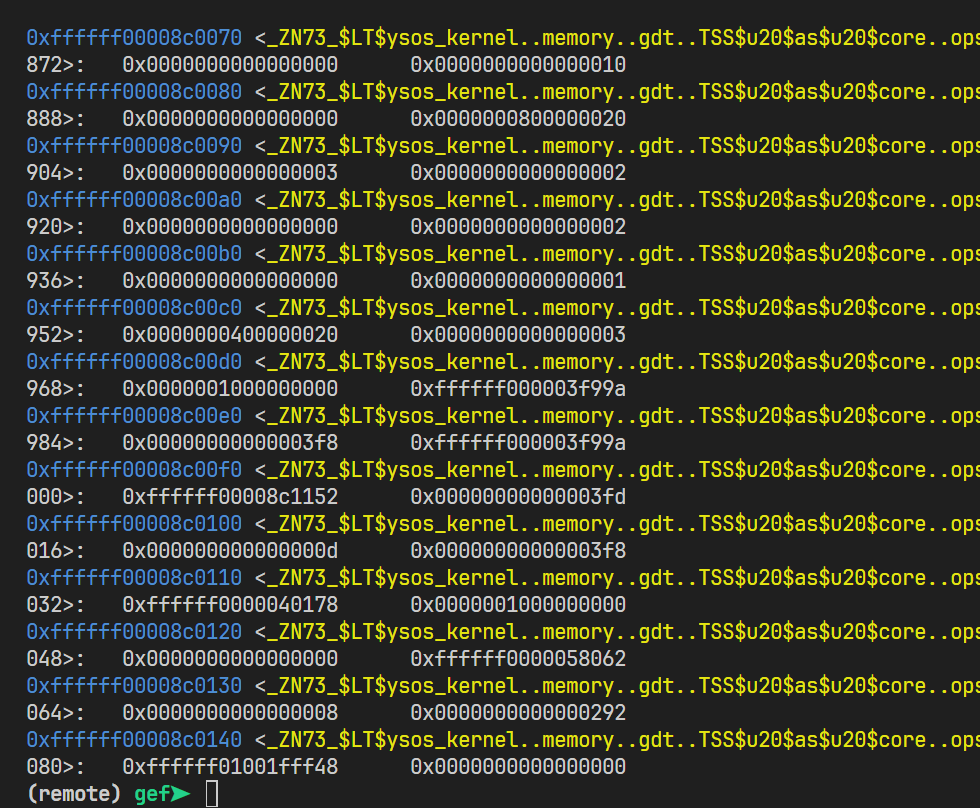 0xffffff00008c0070 <_ZN73_$LT$ysos_kernel..memory..gdt..TSS$u20$as$u20$core..ops
872>:   0x0000000000000000      0x0000000000000010
0xffffff00008c0080 <_ZN73_$LT$ysos_kernel..memory..gdt..TSS$u20$as$u20$core..ops
888>:   0x0000000000000000      0x0000000800000020
0xffffff00008c0090 <_ZN73_$LT$ysos_kernel..memory..gdt..TSS$u20$as$u20$core..ops
904>:   0x0000000000000003      0x0000000000000002
0xffffff00008c00a0 <_ZN73_$LT$ysos_kernel..memory..gdt..TSS$u20$as$u20$core..ops
920>:   0x0000000000000000      0x0000000000000002
0xffffff00008c00b0 <_ZN73_$LT$ysos_kernel..memory..gdt..TSS$u20$as$u20$core..ops
936>:   0x0000000000000000      0x0000000000000001
0xffffff00008c00c0 <_ZN73_$LT$ysos_kernel..memory..gdt..TSS$u20$as$u20$core..ops
952>:   0x0000000400000020      0x0000000000000003
0xffffff00008c00d0 <_ZN73_$LT$ysos_kernel..memory..gdt..TSS$u20$as$u20$core..ops
968>:   0x0000001000000000      0xffffff000003f99a
0xffffff00008c00e0 <_ZN73_$LT$ysos_kernel..memory..gdt..TSS$u20$as$u20$core..ops
984>:   0x00000000000003f8      0xffffff000003f99a
0xffffff00008c00f0 <_ZN73_$LT$ysos_kernel..memory..gdt..TSS$u20$as$u20$core..ops
000>:   0xffffff00008c1152      0x00000000000003fd
0xffffff00008c0100 <_ZN73_$LT$ysos_kernel..memory..gdt..TSS$u20$as$u20$core..ops
016>:   0x000000000000000d      0x00000000000003f8
0xffffff00008c0110 <_ZN73_$LT$ysos_kernel..memory..gdt..TSS$u20$as$u20$core..ops
032>:   0xffffff0000040178      0x0000001000000000
0xffffff00008c0120 <_ZN73_$LT$ysos_kernel..memory..gdt..TSS$u20$as$u20$core..ops
048>:   0x0000000000000000      0xffffff0000058062
0xffffff00008c0130 <_ZN73_$LT$ysos_kernel..memory..gdt..TSS$u20$as$u20$core..ops
064>:   0x0000000000000008      0x0000000000000292
0xffffff00008c0140 <_ZN73_$LT$ysos_kernel..memory..gdt..TSS$u20$as$u20$core..ops
080>:   0xffffff01001fff48      0x0000000000000000
(remote) gef➤